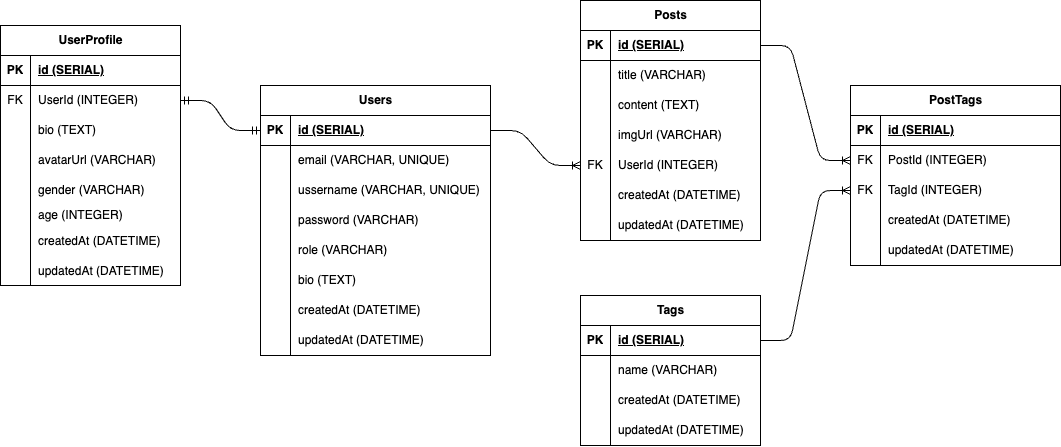 UserProfile
PK id (SERIAL)
FK UserId (INTEGER)
bio (TEXT)
avatarUrl (VARCHAR)
gender (VARCHAR)
age (INTEGER)
createdAt (DATETIME)
updatedAt (DATETIME)
Users
PK id (SERIAL)
email (VARCHAR, UNIQUE)
ussername (VARCHAR, UNIQUE)
password (VARCHAR)
role (VARCHAR)
bio (TEXT)
createdAt (DATETIME)
updatedAt (DATETIME)
Posts
PK id (SERIAL)
title (VARCHAR)
content (TEXT)
imgUrl (VARCHAR)
FK UserId (INTEGER)
createdAt (DATETIME)
updatedAt (DATETIME)
Tags
PK id (SERIAL)
name (VARCHAR)
createdAt (DATETIME)
updatedAt (DATETIME)
PostTags
PK id (SERIAL)
FK PostId (INTEGER)
FK TagId (INTEGER)
createdAt (DATETIME)
updatedAt (DATETIME)